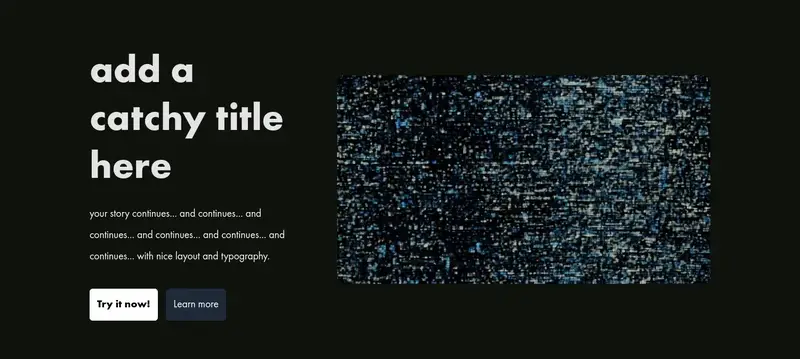 add a
catchy title
here
your story continues... and continues... and
continues... and continues... and continues... and
continues... with nice layout and typography.
Try it now!
Learn more